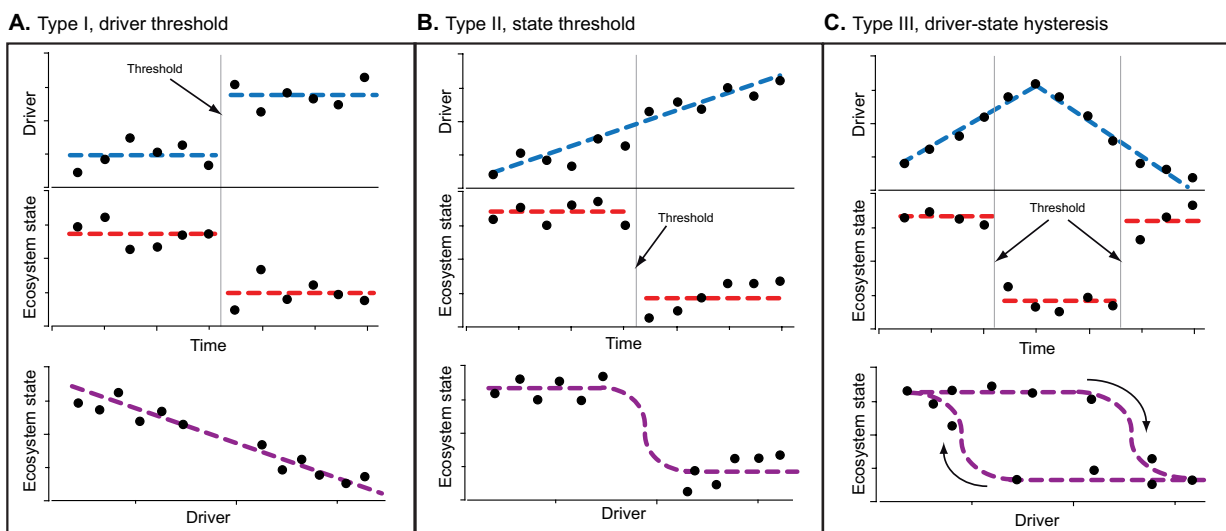 A. Type I, driver threshold
Driver
Threshold
Ecosystem state
Time
Ecosystem state
Driver
B. Type II, state threshold
Driver
Ecosystem state
Threshold
Time
Ecosystem state
Driver
C. Type III, driver-state hysteresis
Driver
Ecosystem state
Threshold
Time
Ecosystem state
Driver